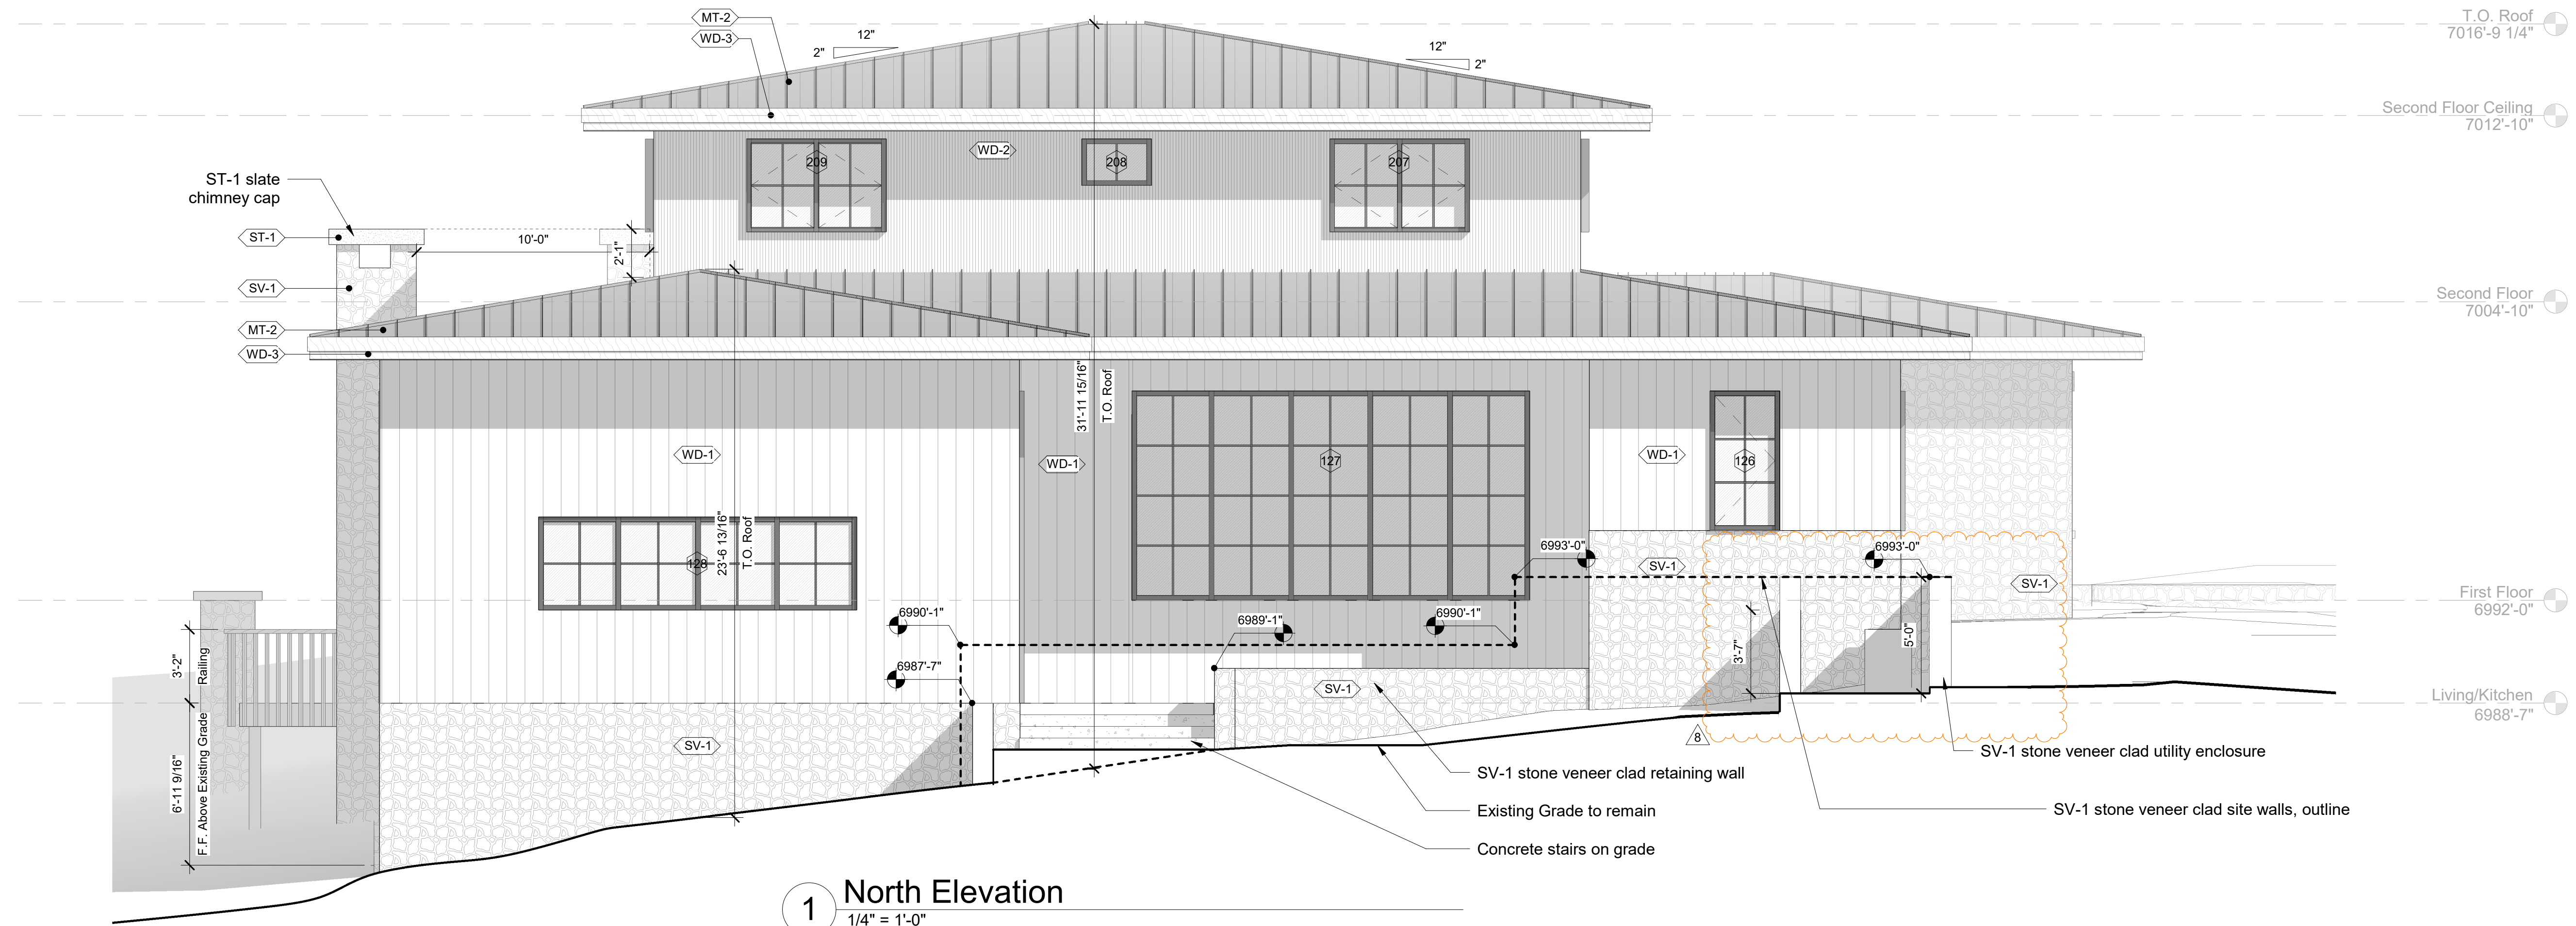 MT-2
WD-3
12"
2"
12"
2"
T.O. Roof
7016'-9 1/4"
Second Floor Ceiling
7012'-10"
209
WD-2
208
207
ST-1 slate
chimney cap
ST-1
10'-0"
2'-1"
SV-1
Second Floor
7004'-10"
MT-2
WD-3
31'-11 15/16"
T.O. Roof
WD-1
WD-1
127
WD-1
126
23'-6 13/16"
T.O. Roof
128
6993'-0"
6993'-0"
SV-1
SV-1
First Floor
6992'-0"
6990'-1"
6989'-1"
6990'-1"
3'-7"
5'-0"
3'-2"
Railing
6987'-7"
SV-1
Living/Kitchen
6988'-7"
6'-11 9/16"
F.F. Above Existing Grade
SV-1
8
SV-1 stone veneer clad utility enclosure
SV-1 stone veneer clad retaining wall
SV-1 stone veneer clad site walls, outline
Existing Grade to remain
Concrete stairs on grade
1
North Elevation
1/4" = 1'-0"